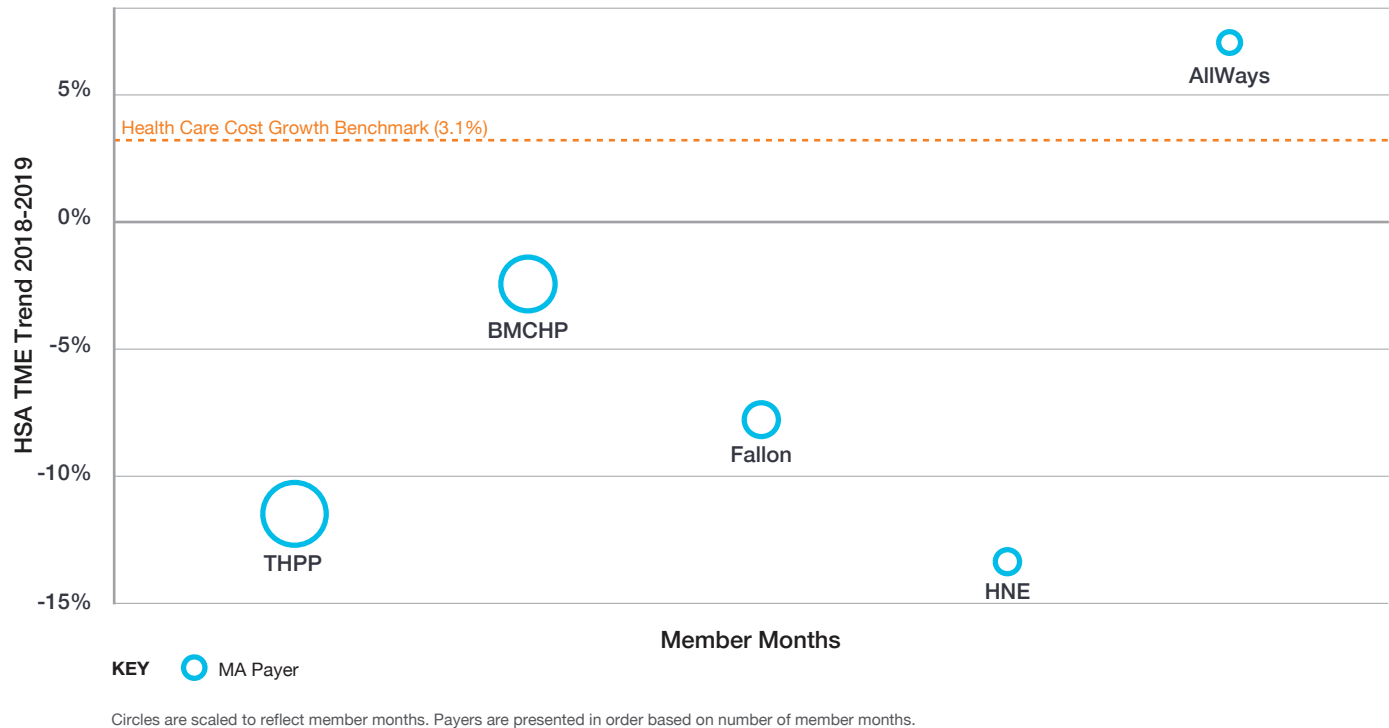 HSA TME Trend 2018-2019
5%
0%
-5%
-10%
-15%
Health Care Cost Growth Benchmark (3.1%)
AllWays
BMCHP
Fallon
THPP
HNE
Member Months
KEY MA Payer
Circles are scaled to reflect member months. Payers are presented in order based on number of member months.